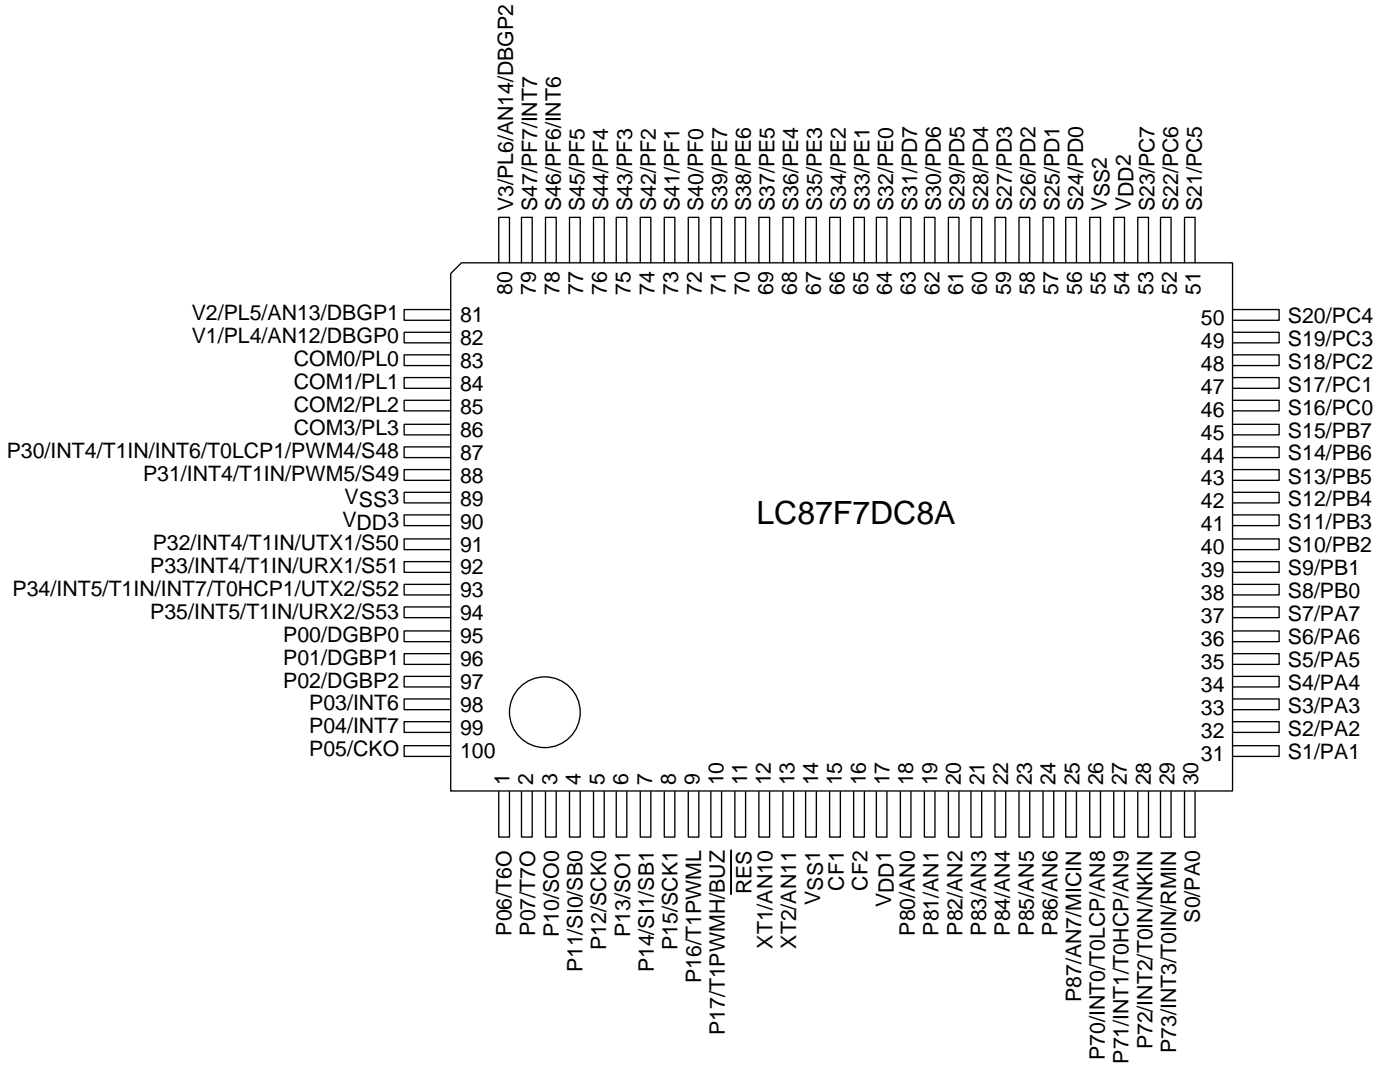 V3/PL6/AN14/DBGP2
S47/PF7/INT7
S46/PF6/INT6
S45/PF5
S44/PF4
S43/PF3
S42/PF2
S41/PF1
S40/PF0
S39/PE7
S38/PE6
S37/PE5
S36/PE4
S35/PE3
S34/PE2
S33/PE1
S32/PE0
S31/PD7
S30/PD6
S29/PD5
S28/PD4
S27/PD3
S26/PD2
S25/PD1
S24/PD0
VSS2
VDD2
S23/PC7
S22/PC6
S21/PC5
80
79
78
77
76
75
74
73
72
71
70
69
68
67
66
65
64
63
62
61
60
59
58
57
56
55
54
53
52
51
V2/PL5/AN13/DBGP1 81
V1/PL4/AN12/DBGP0 82
COM0/PL0 83
COM1/PL1 84
COM2/PL2 85
COM3/PL3 86
P30/INT4/T1IN/INT6/T0LCP1/PWM4/S48 87
P31/INT4/T1IN/PWM5/S49 88
VSS3 89
VDD3 90
P32/INT4/T1IN/UTX1/S50 91
P33/INT4/T1IN/URX1/S51 92
P34/INT5/T1IN/INT7/T0HCP1/UTX2/S52 93
P35/INT5/T1IN/URX2/S53 94
P00/DGBP0 95
P01/DGBP1 96
P02/DGBP2 97
P03/INT6 98
P04/INT7 99
P05/CKO 100
LC87F7DC8A
50 S20/PC4
49 S19/PC3
48 S18/PC2
47 S17/PC1
46 S16/PC0
45 S15/PB7
44 S14/PB6
43 S13/PB5
42 S12/PB4
41 S11/PB3
40 S10/PB2
39 S9/PB1
38 S8/PB0
37 S7/PA7
36 S6/PA6
35 S5/PA5
34 S4/PA4
33 S3/PA3
32 S2/PA2
31 S1/PA1
1
2
3
4
5
6
7
8
9
10
11
12
13
14
15
16
17
18
19
20
21
22
23
24
25
26
27
28
29
30
P06/T6O
P07/T7O
P10/SO0
P11/SI0/SB0
P12/SCK0
P13/SO1
P14/SI1/SB1
P15/SCK1
P16/T1PWML
P17/T1PWMH/BUZ
RES
XT1/AN10
XT2/AN11
VSS1
CF1
CF2
VDD1
P80/AN0
P81/AN1
P82/AN2
P83/AN3
P84/AN4
P85/AN5
P86/AN6
P87/AN7/MICIN
P70/INT0/T0LCP/AN8
P71/INT1/T0HCP/AN9
P72/INT2/T0IN/NKIN
P73/INT3/T0IN/RMIN
S0/PA0